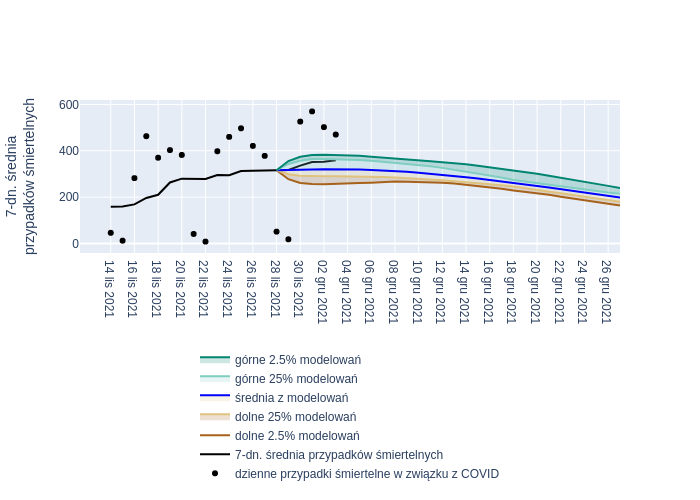 7-dn. średnia
przypadków śmiertelnych
600
400
200
0
14 lis 2021
16 lis 2021
18 lis 2021
20 lis 2021
22 lis 2021
24 lis 2021
26 lis 2021
28 lis 2021
30 lis 2021
02 gru 2021
04 gru 2021
06 gru 2021
08 gru 2021
10 gru 2021
12 gru 2021
14 gru 2021
16 gru 2021
18 gru 2021
20 gru 2021
22 gru 2021
24 gru 2021
26 gru 2021
górne 2.5% modelowań
górne 25% modelowań
średnia z modelowań
dolne 25% modelowań
dolne 2.5% modelowań
7-dn. średnia przypadków śmiertelnych
dzienne przypadki śmiertelne w związku z COVID